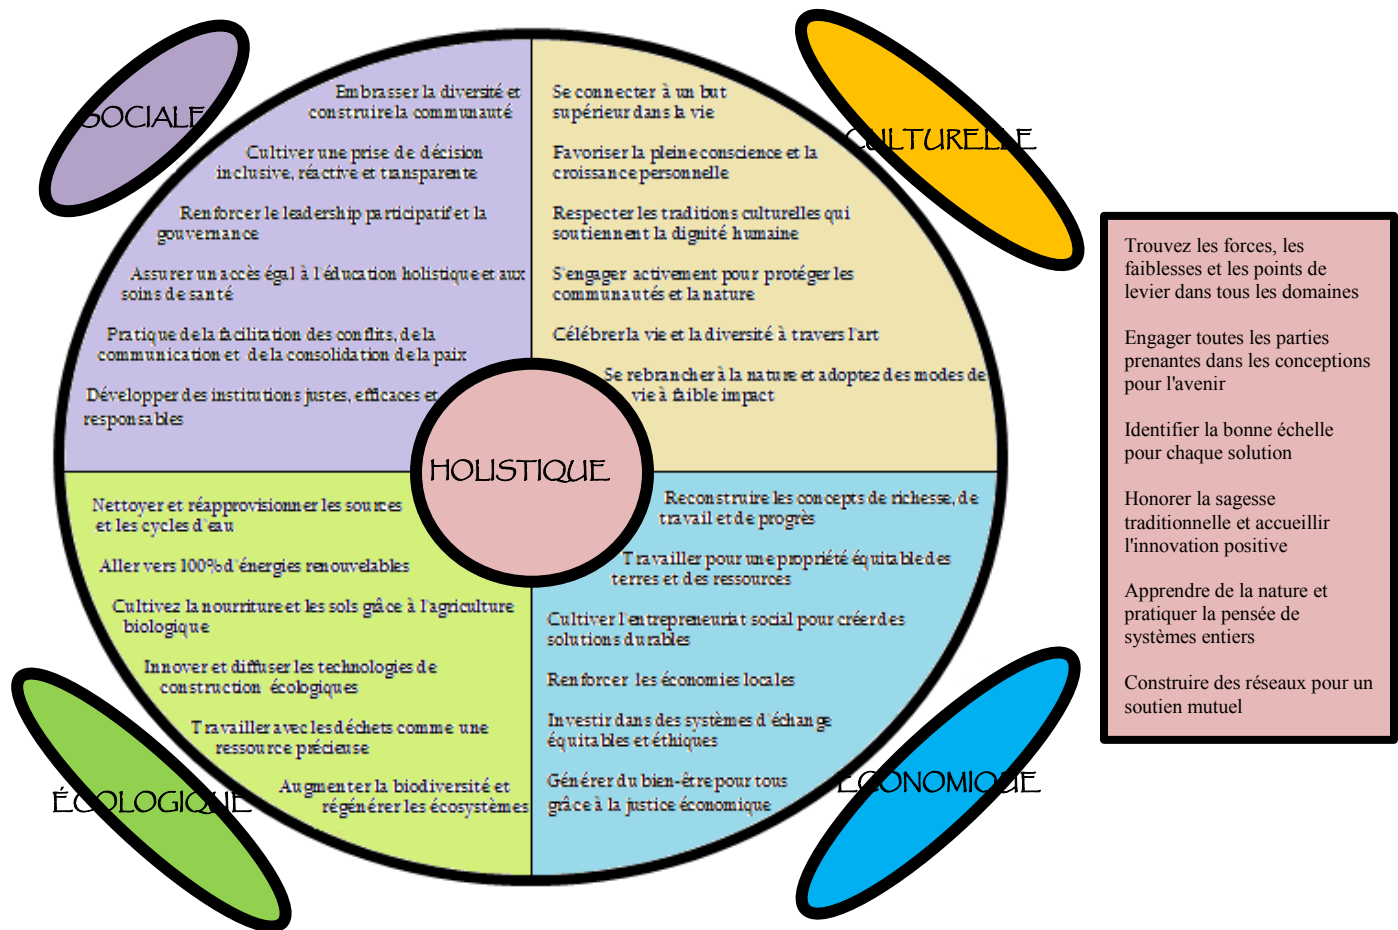 SOCIALE
Embrasser la diversité et
construire la communauté
Cultiver une prise de décision
inclusive, réactive et transparente
Renforcer le leadership participatif et la
gouvernance
Assurer un accès égal à l'éducation holistique et aux
soins de santé
Pratique de la facilitation des conflits, de la
communication et de la consolidation de la paix
Développer des institutions justes, efficaces et
responsables
CULTURELLE
Se connecter à un but
supérieur dans la vie
Favoriser la pleine conscience et la
croissance personnelle
Respecter les traditions culturelles qui
soutiennent la dignité humaine
S'engager activement pour protéger les
communautés et la nature
Célébrer la vie et la diversité à travers l'art
Se rebrancher à la nature et adoptez des modes de
vie à faible impact
HOLISTIQUE
Nettoyer et réapprovisionner les sources
et les cycles d'eau
Aller vers 100% d'énergies renouvelables
Cultivez la nourriture et les sols grâce à l'agriculture
biologique
Innover et diffuser les technologies de
construction écologiques
Travailler avec les déchets comme une
ressource précieuse
Augmenter la biodiversité et
régénérer les écosystèmes
ÉCOLOGIQUE
Reconstruire les concepts de richesse, de
travail et de progrès
Travailler pour une propriété équitable des
terres et des ressources
Cultiver l'entrepreneuriat social pour créer des
solutions durables
Renforcer les économies locales
Investir dans des systèmes d'échange
équitables et éthiques
Générer du bien-être pour tous
grâce à la justice économique
ÉCONOMIQUE
Trouvez les forces, les
faiblesses et les points de
levier dans tous les domaines
Engager toutes les parties
prenantes dans les conceptions
pour l'avenir
Identifier la bonne échelle
pour chaque solution
Honorer la sagesse
traditionnelle et accueillir
l'innovation positive
Apprendre de la nature et
pratiquer la pensée de
systèmes entiers
Construire des réseaux pour un
soutien mutuel